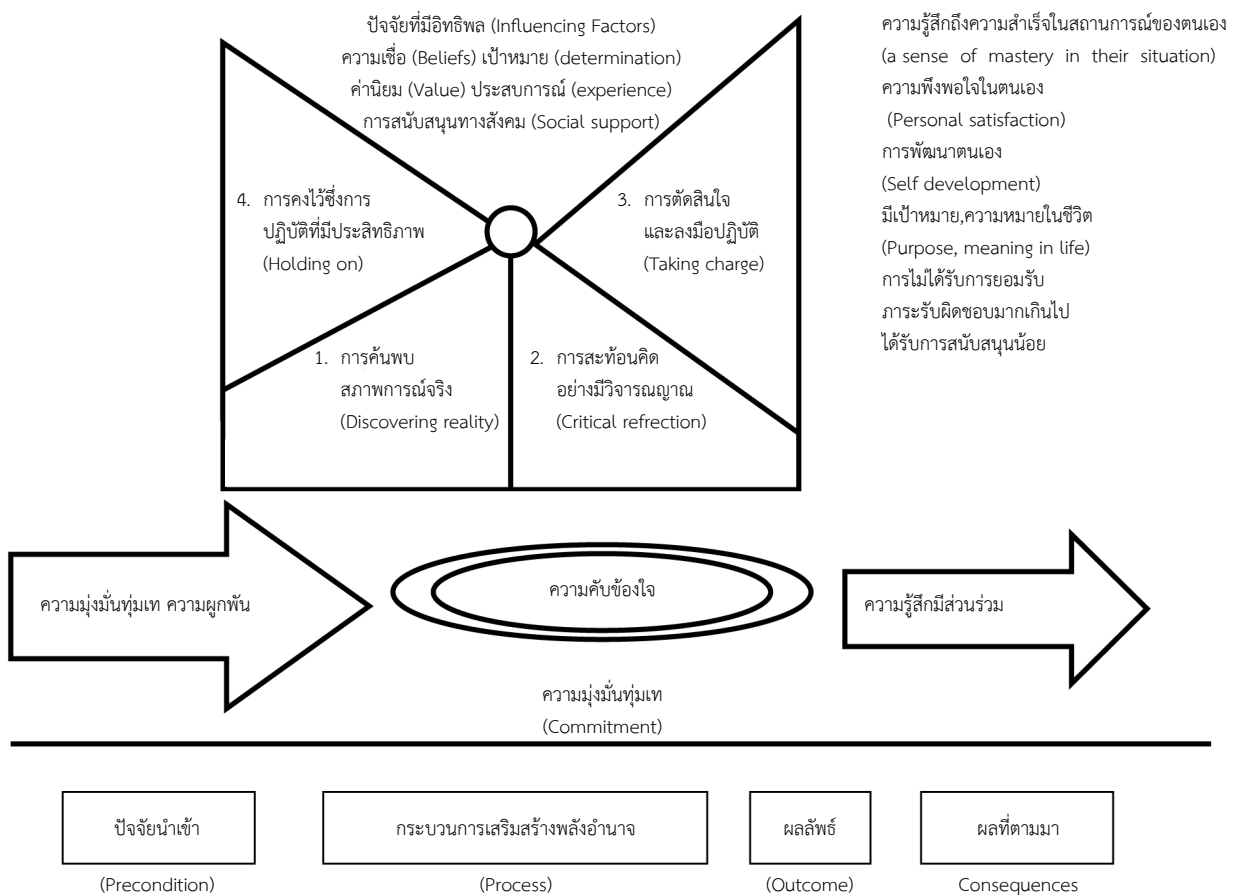 ปัจจัยที่มีอิทธิพล (Influencing Factors)
ความเชื่อ (Beliefs) เป้าหมาย (determination)
ค่านิยม (Value) ประสบการณ์ (experience)
การสนับสนุนทางสังคม (Social support)
ความรู้สึกถึงความสำเร็จในสถานการณ์ของตนเอง
(a sense of mastery in their situation)
ความพึงพอใจในตนเอง
(Personal satisfaction)
การพัฒนาตนเอง
(Self development)
มีเป้าหมาย,ความหมายในชีวิต
(Purpose, meaning in life)
การไม่ได้รับการยอมรับ
ภาระรับผิดชอบมากเกินไป
ได้รับการสนับสนุนน้อย
4. การคงไว้ซึ่งการ
ปฏิบัติที่มีประสิทธิภาพ
(Holding on)
3. การตัดสินใจ
และลงมือปฏิบัติ
(Taking charge)
1. การค้นพบ
สภาพการณ์จริง
(Discovering reality)
2. การสะท้อนคิด
อย่างมีวิจารณญาณ
(Critical refrection)
ความมุ่งมั่นทุ่มเท ความผูกพัน
ความคับข้องใจ
ความรู้สึกมีส่วนร่วม
ความมุ่งมั่นทุ่มเท
(Commitment)
ปัจจัยนำเข้า
กระบวนการเสริมสร้างพลังอำนาจ
ผลลัพธ์
ผลที่ตามมา
(Precondition)
(Process)
(Outcome)
Consequences